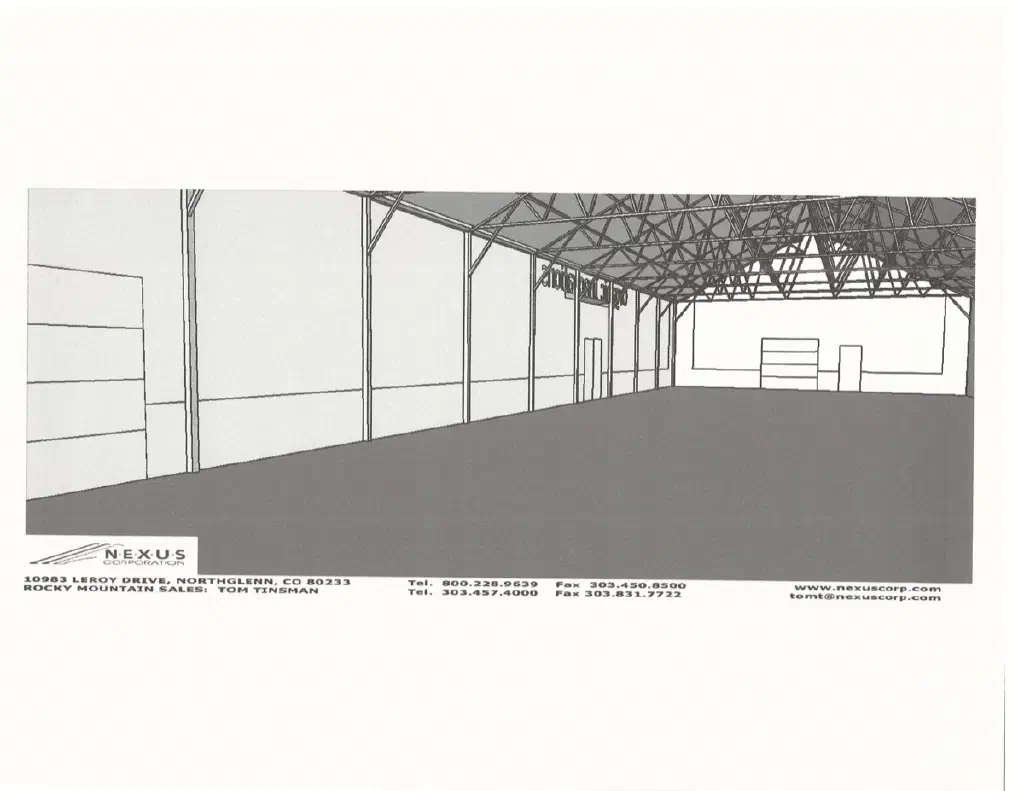 N·E·X·U·S
CORPORATION
10983 LEROY DRIVE, NORTHGLENN, CO 80233
ROCKY MOUNTAIN SALES: TOM TINSMAN
Tel. 800.228.9639 Fax 303.450.8500
Tel. 303.457.4000 Fax 303.831.7722
www.nexuscorp.com
tomt@nexuscorp.com